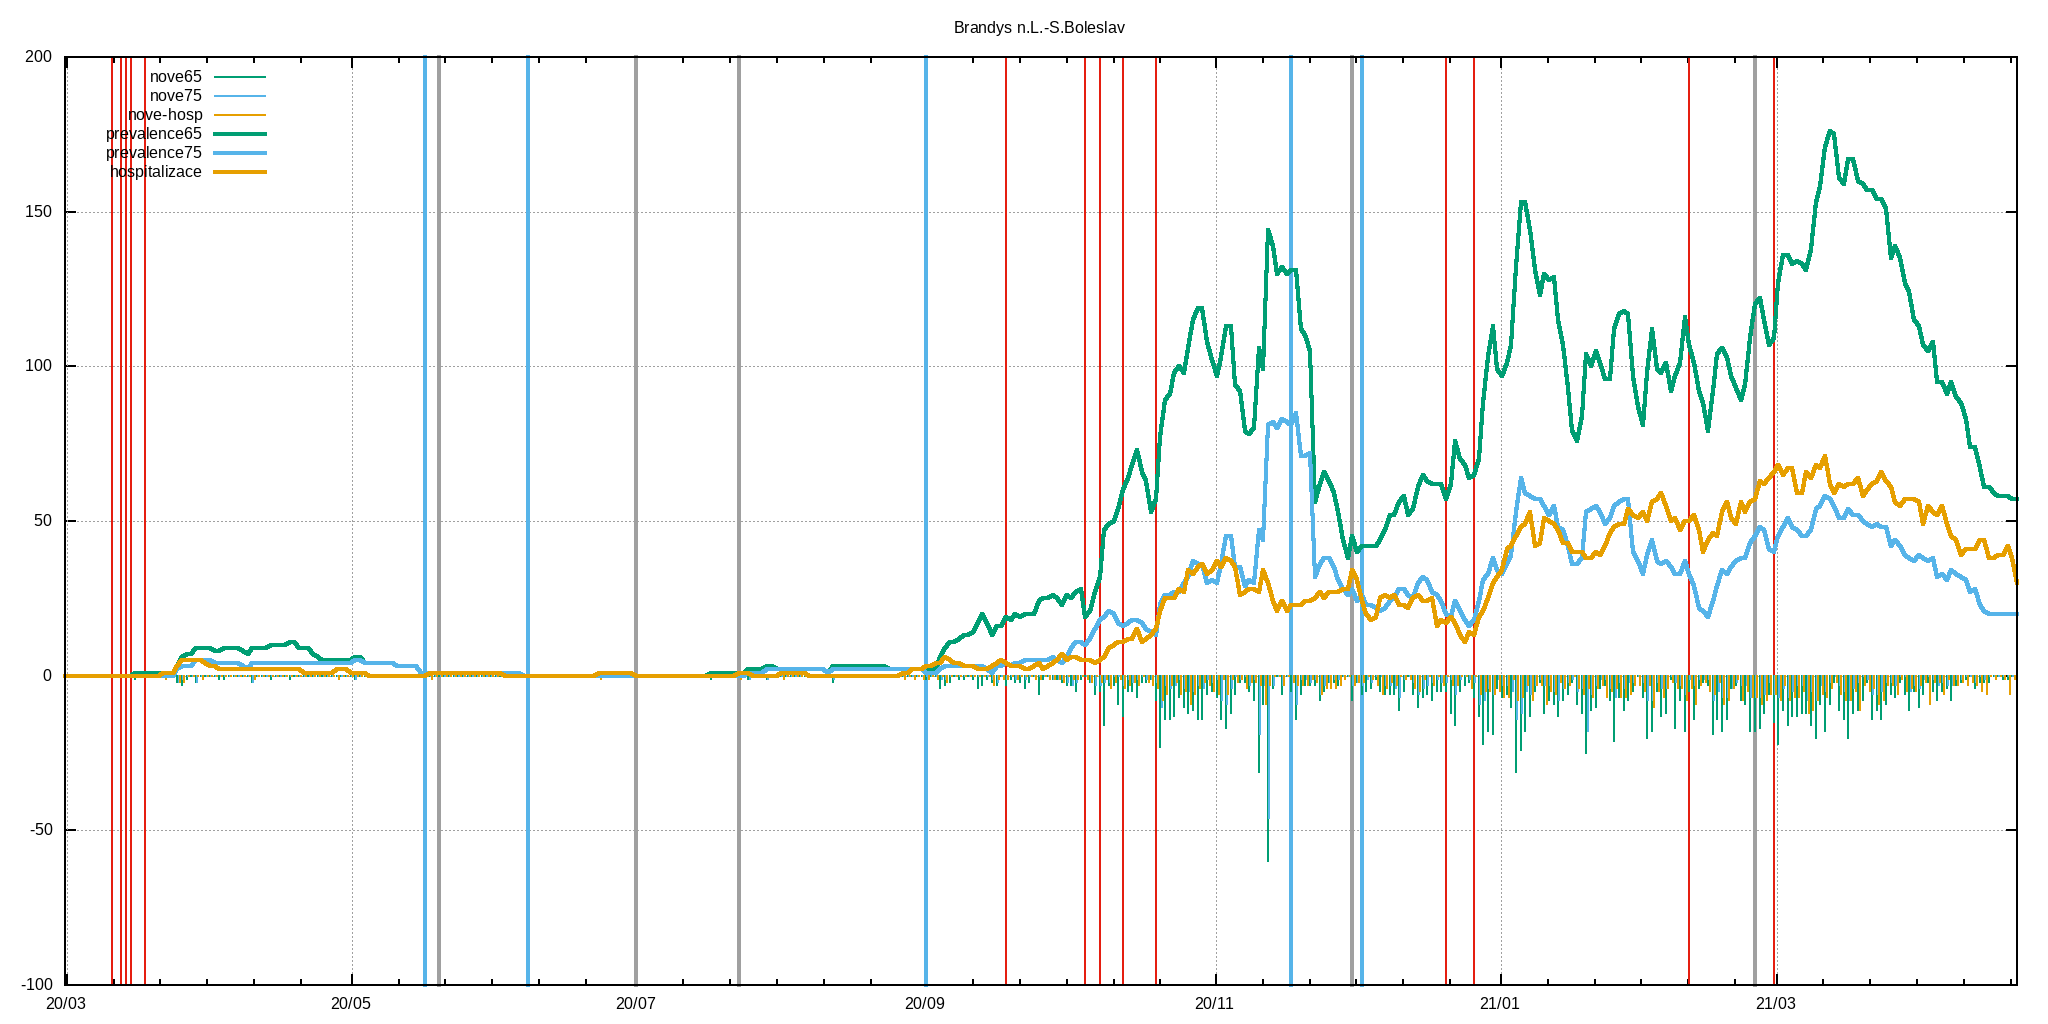 Brandys n.L.-S.Boleslav
200
150
100
50
0
-50
-100
nove65
nove75
nove-hosp
prevalence65
prevalence75
hospitalizace
20/03 20/05 20/07 20/09 20/11 21/01 21/03